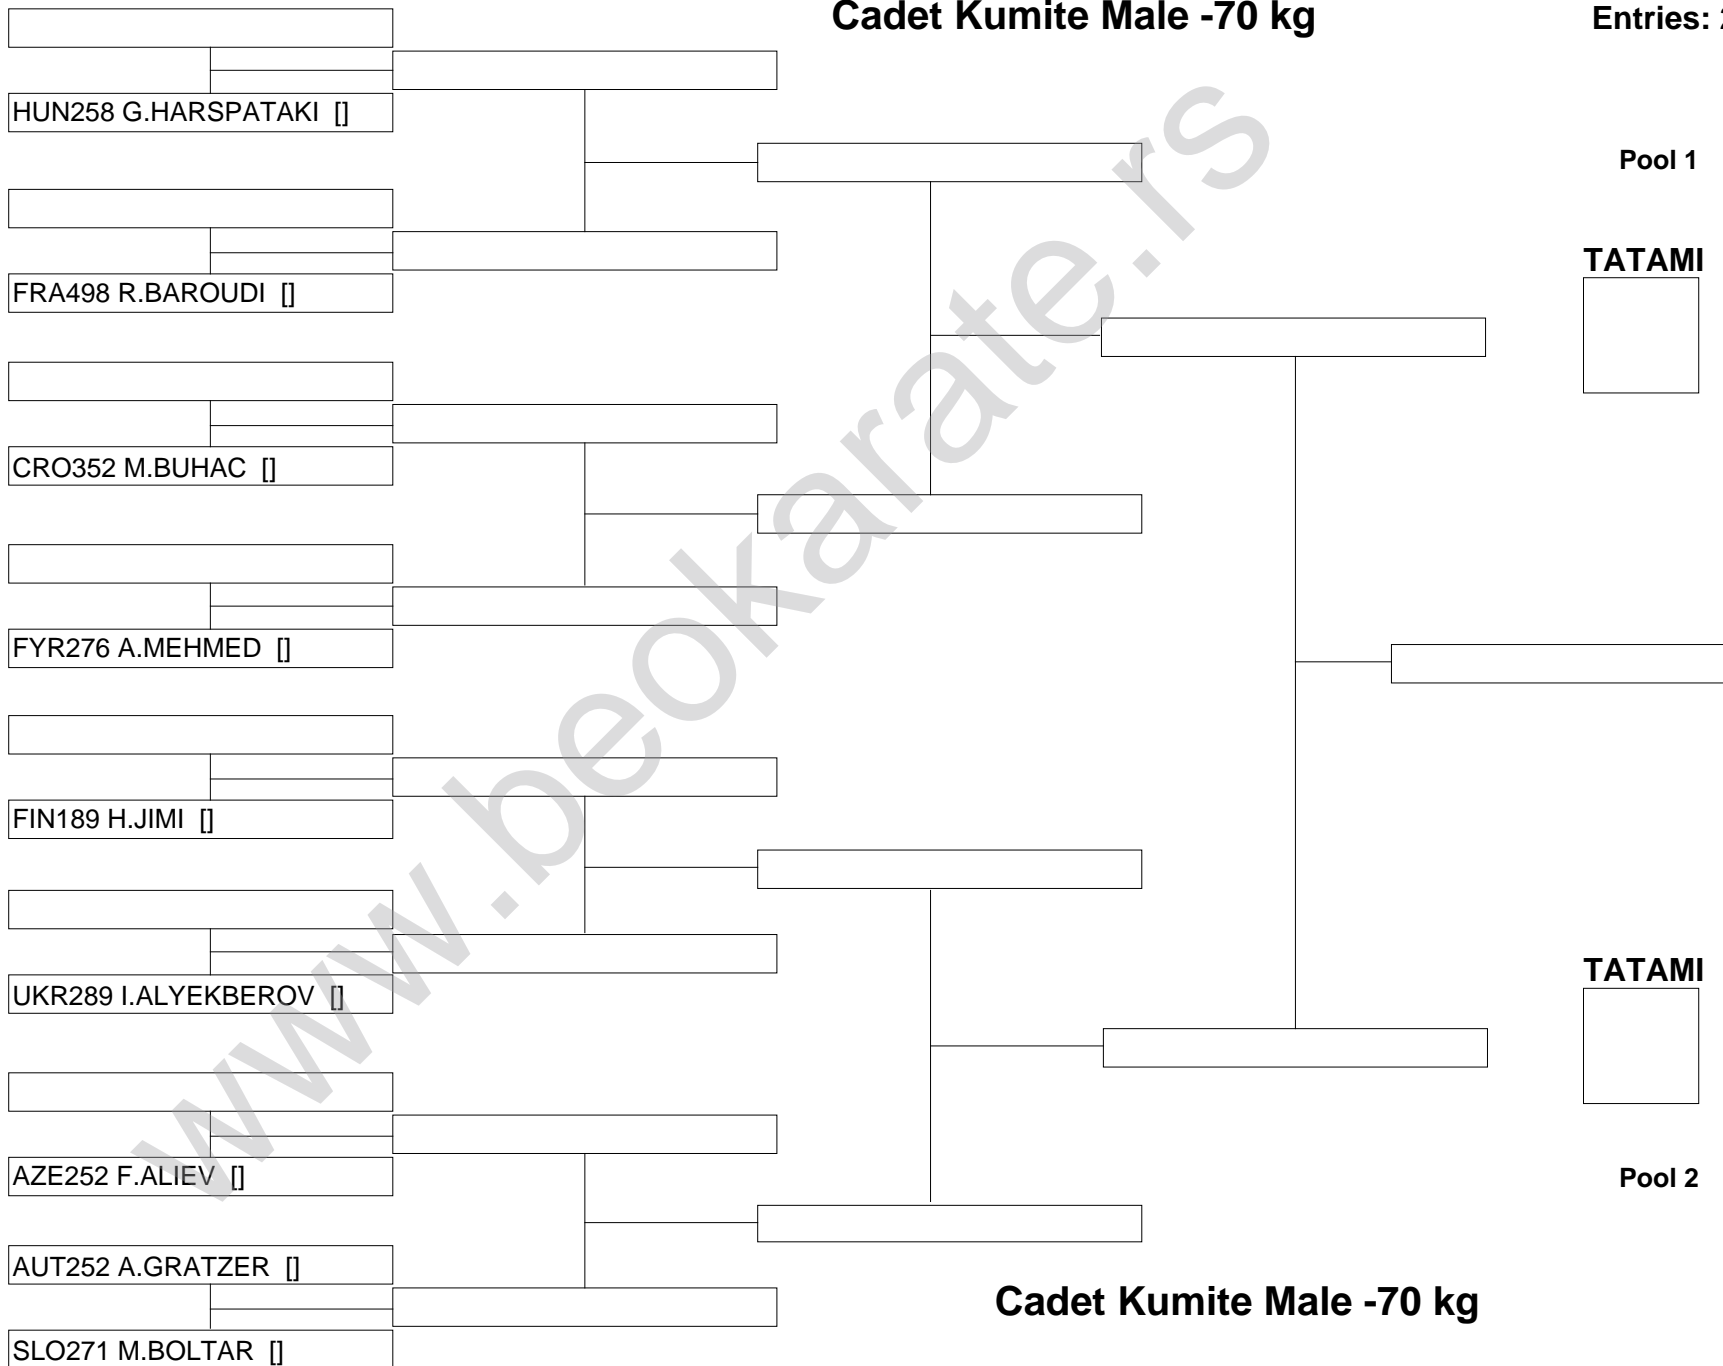 Cadet Kumite Male -70 kg
Entries: 2
HUN258 G.HARSPATAKI []
Pool 1
TATAMI
FRA498 R.BAROUDI []
CRO352 M.BUHAC []
FYR276 A.MEHMED []
FIN189 H.JIMI []
UKR289 I.ALYEKBEROV []
TATAMI
AZE252 F.ALIEV []
Pool 2
AUT252 A.GRATZER []
Cadet Kumite Male -70 kg
SLO271 M.BOLTAR []
www.beokarate.rs